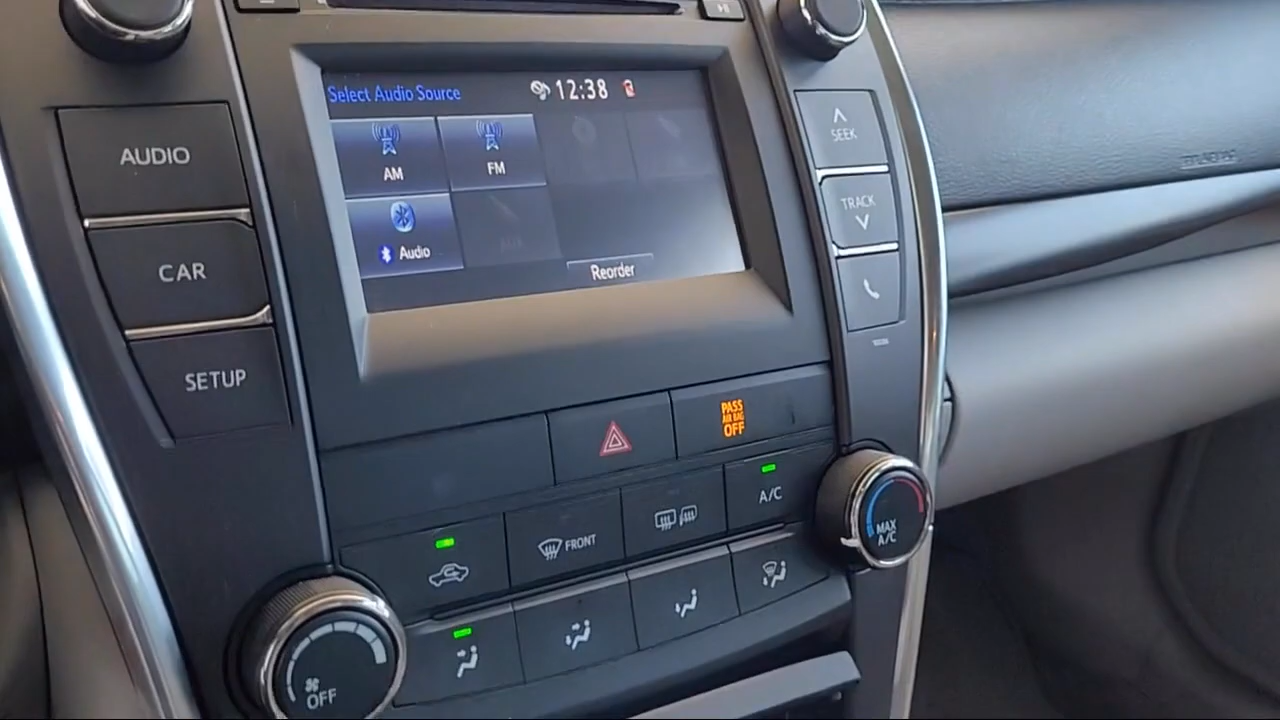 Select Audio Source
12:38
AM
FM
Audio
AUX
Reorder
AUDIO
CAR
SETUP
SEEK
TRACK
PASS
AIR BAG
OFF
A/C
FRONT
MAX
A/C
OFF